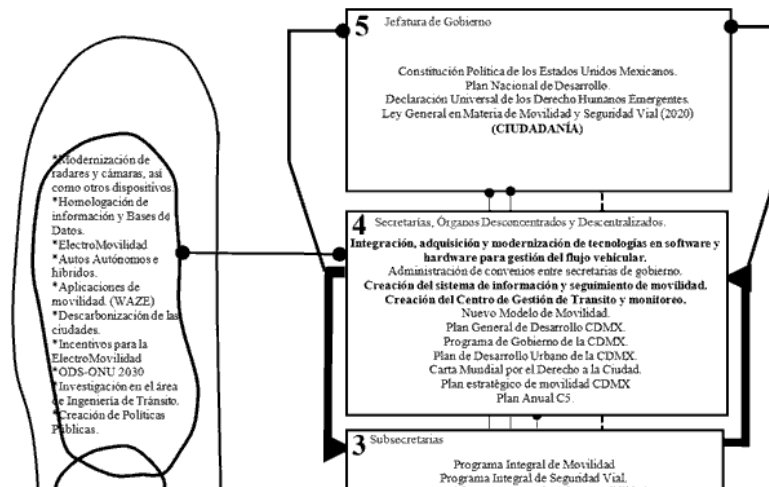 *Modernización de
radares y cámaras, así
como otros dispositivos.
*Homologación de
información y Bases de
Datos.
*ElectroMovilidad
*Autos Autónomos e
híbridos.
*Aplicaciones de
movilidad. (WAZE)
*Descarbonización de las
ciudades.
*Incentivos para la
ElectroMovilidad
*ODS-ONU 2030
*Investigación en el área
de Ingeniería de Tránsito.
*Creación de Políticas
Públicas.
5 Jefatura de Gobierno
Constitución Política de los Estados Unidos Mexicanos.
Plan Nacional de Desarrollo.
Declaración Universal de los Derecho Humanos Emergentes.
Ley General en Materia de Movilidad y Seguridad Vial (2020)
(CIUDADANÍA)
4 Secretarías, Órganos Desconcentrados y Descentralizados.
Integración, adquisición y modernización de tecnologías en software y
hardware para gestión del flujo vehicular.
Administración de convenios entre secretarias de gobierno.
Creación del sistema de información y seguimiento de movilidad.
Creación del Centro de Gestión de Transito y monitoreo.
Nuevo Modelo de Movilidad.
Plan General de Desarrollo CDMX.
Programa de Gobierno de la CDMX.
Plan de Desarrollo Urbano de la CDMX.
Carta Mundial por el Derecho a la Ciudad.
Plan estratégico de movilidad CDMX
Plan Anual C5.
3 Subsecretarias
Programa Integral de Movilidad
Programa Integral de Seguridad Vial.